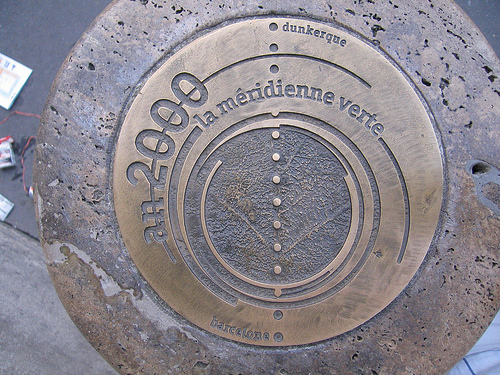 dunkerque
an 2000
la méridienne verte
barcelone